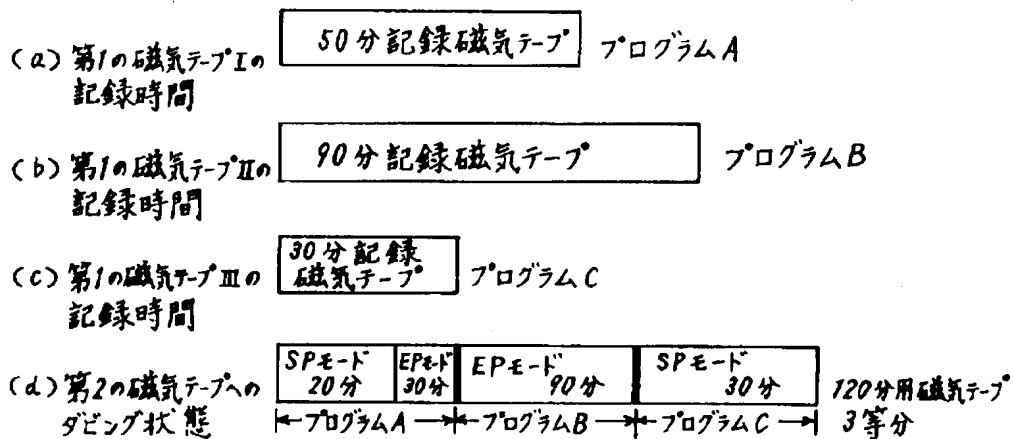 (a) 第1の磁気テープIの
記録時間
50分記録磁気テープ
プログラムA
(b) 第1の磁気テープIIの
記録時間
90分記録磁気テープ
プログラムB
(c) 第1の磁気テープIIIの
記録時間
30分記録
磁気テープ
プログラムC
(d) 第2の磁気テープへの
ダビング状態
SPモード
20分
EPモード
30分
EPモード
90分
SPモード
30分
プログラムA
プログラムB
プログラムC
120分用磁気テープ
3等分